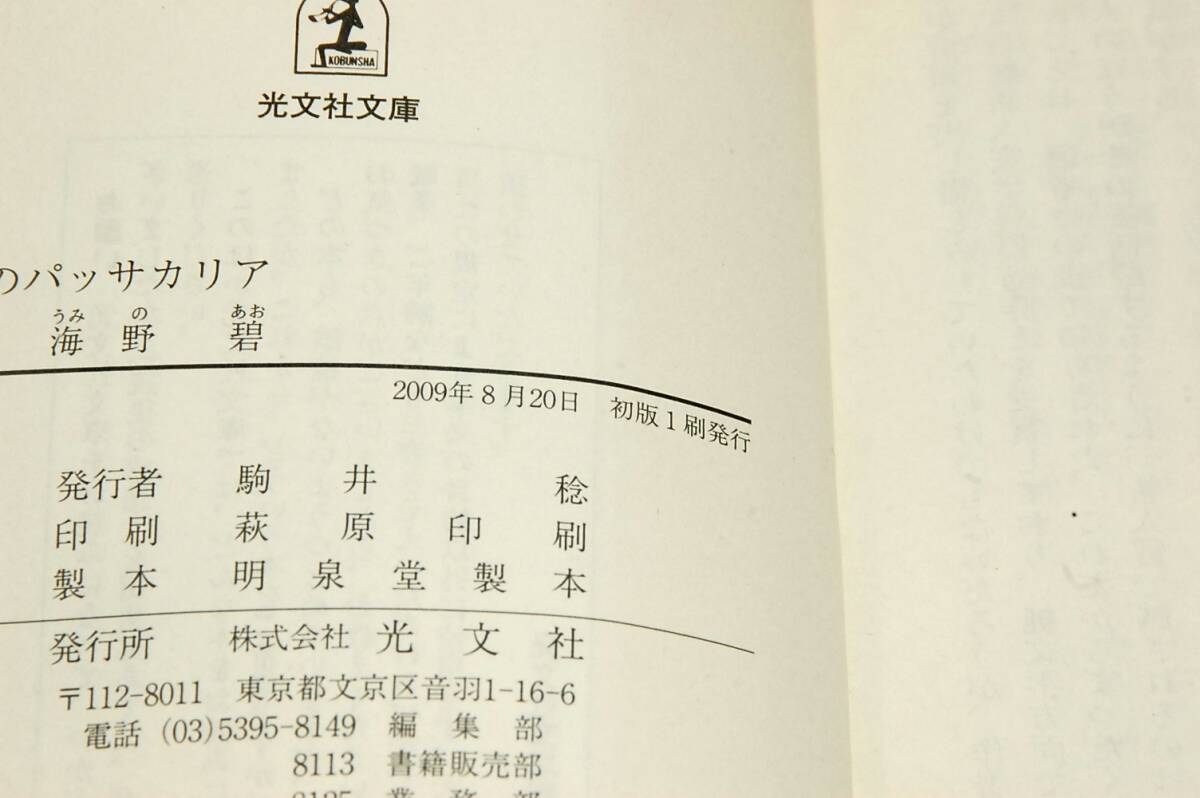 KOBUNSHA
光文社文庫
のパッサカリア
うみ の あお
海野 碧
2009年8月20日 初版1刷発行
発行者 駒井 稔
印刷 萩原印刷
製本 明泉堂製本
発行所 株式会社 光文社
〒112-8011 東京都文京区音羽1-16-6
電話 (03)5395-8149 編集部
8113 書籍販売部
8125 業務部